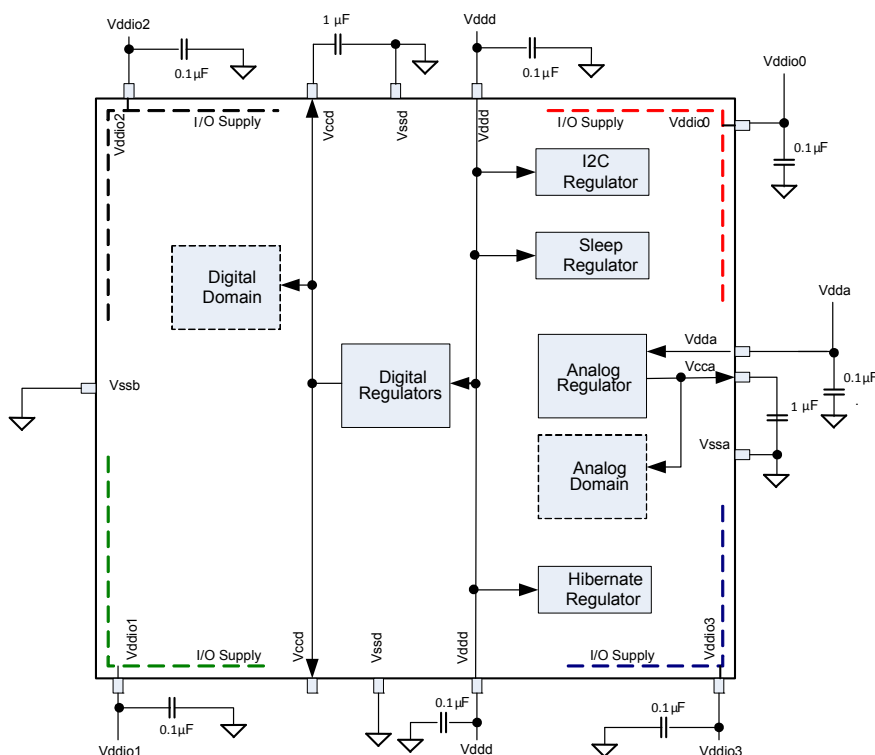 Vddio2
1 µF
Vddd
0.1µF
0.1µF
Vddio0
0.1µF
I/O Supply
Vddio2
Vccd
Vssd
Vddd
I/O Supply
Vddio0
I2C
Regulator
Sleep
Regulator
Digital
Domain
Vdda
Vdda
Digital
Regulators
Analog
Regulator
Vcca
0.1µF
.
1 µF
Vssb
Vssa
Analog
Domain
Hibernate
Regulator
Vddio1
I/O Supply
Vccd
Vssd
Vddd
I/O Supply
Vddio3
0.1µF
0.1µF
0.1µF
Vddio1
Vddd
Vddio3